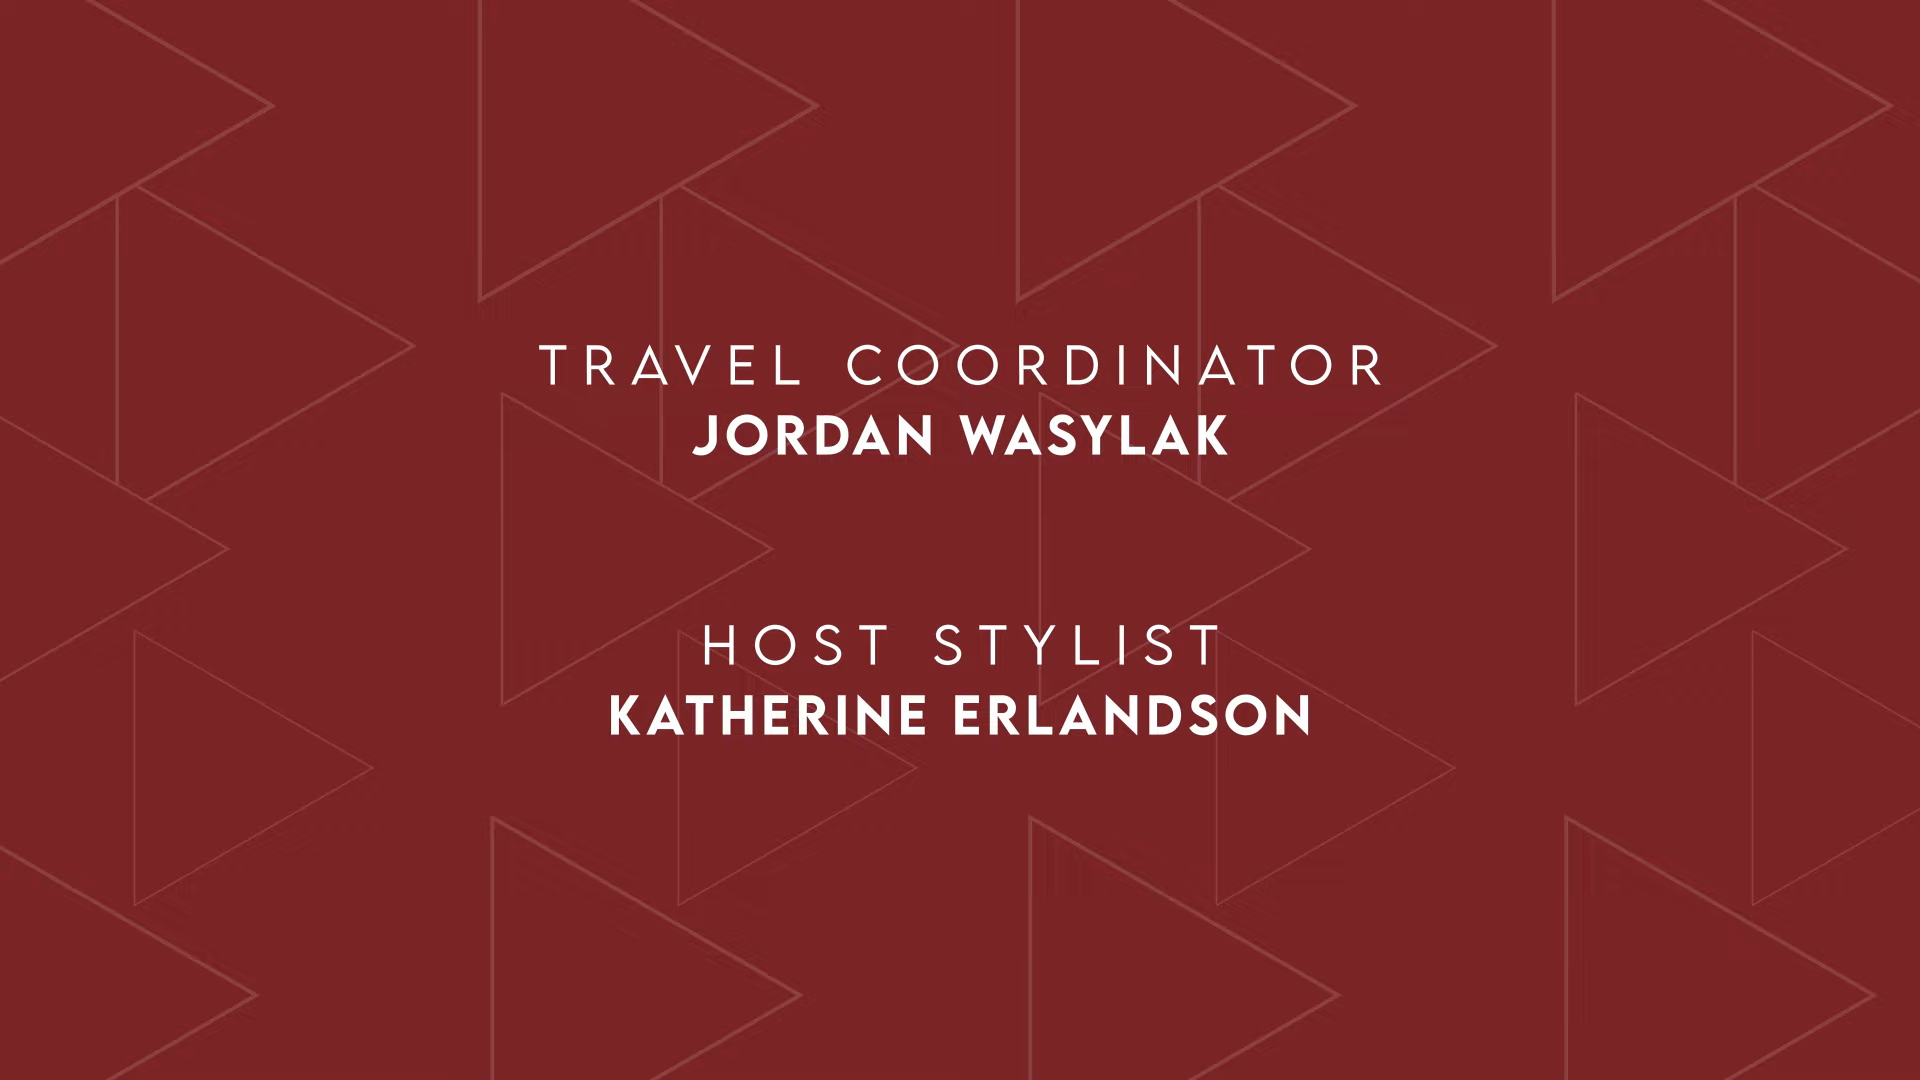 TRAVEL COORDINATOR
JORDAN WASYLAK
HOST STYLIST
KATHERINE ERLANDSON